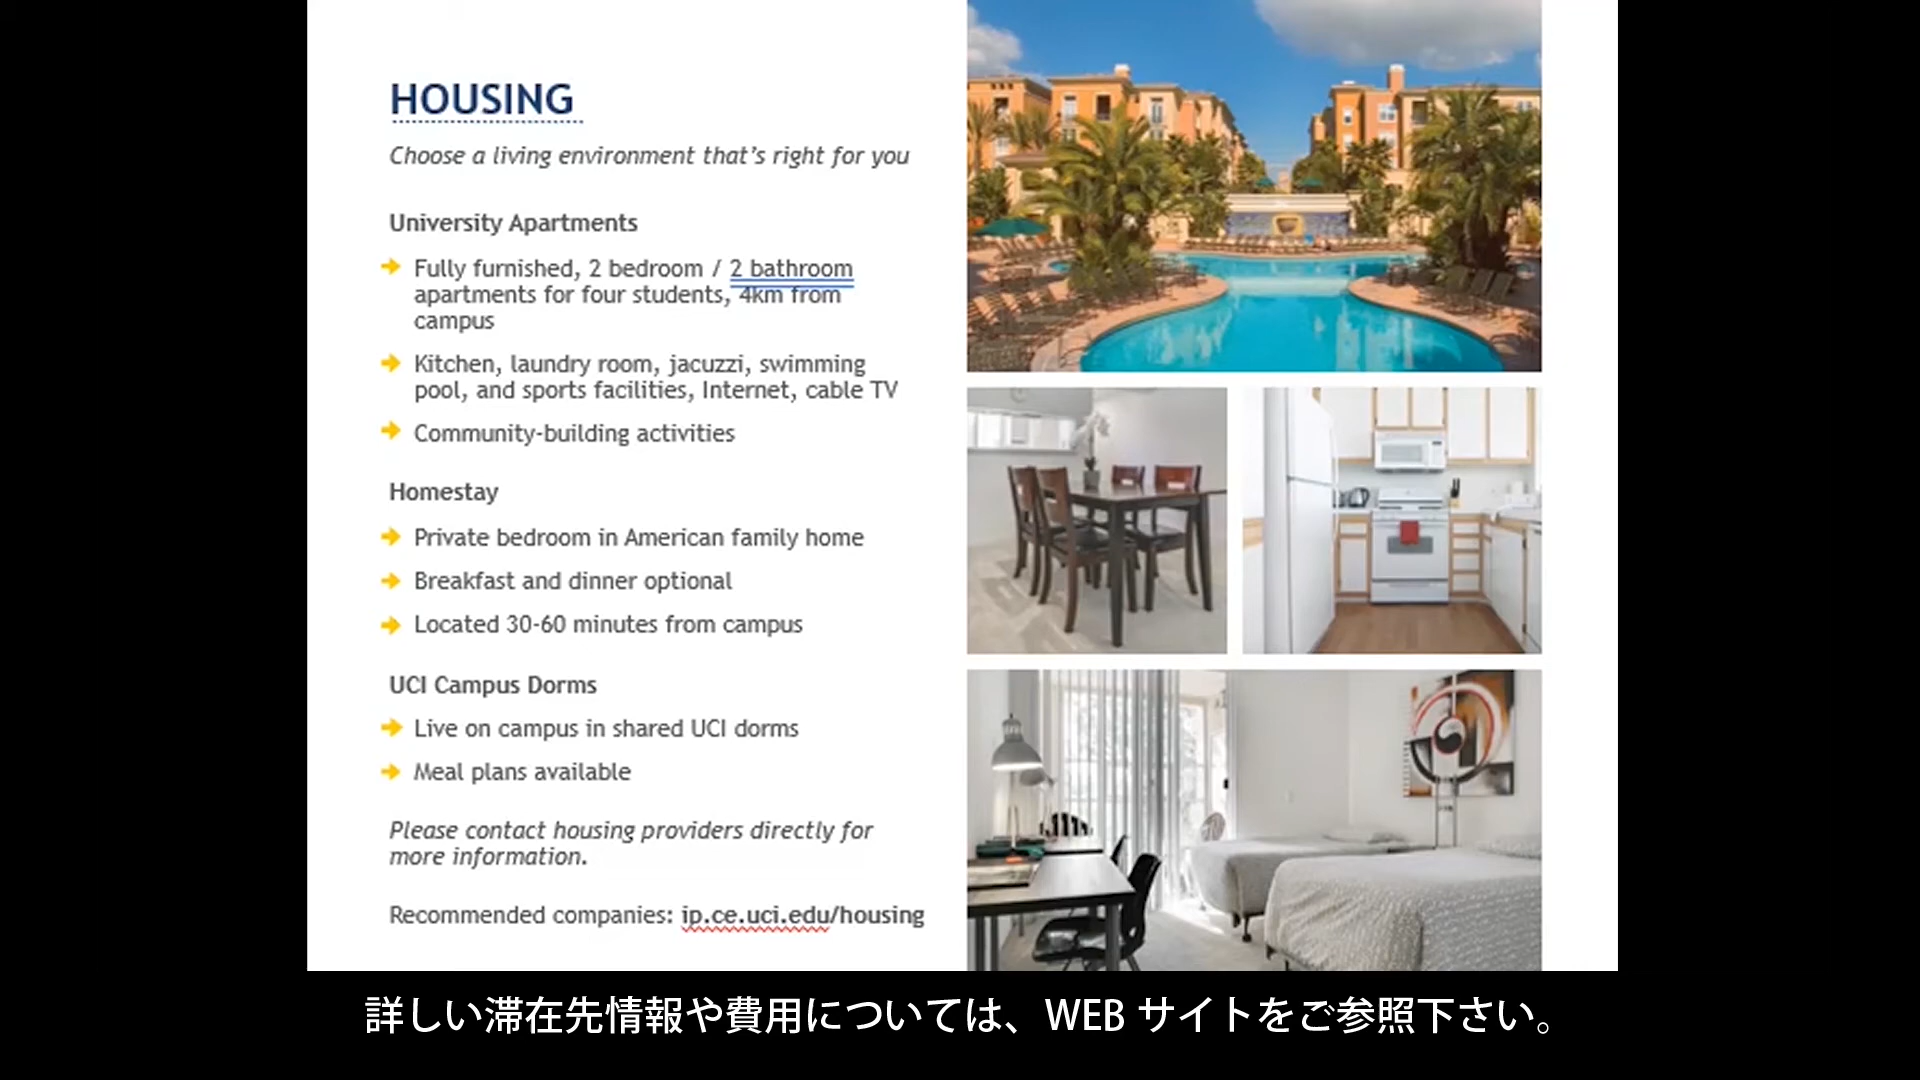 HOUSING
Choose a living environment that's right for you
University Apartments
Fully furnished, 2 bedroom / 2 bathroom
apartments for four students, 4km from
campus
Kitchen, laundry room, jacuzzi, swimming
pool, and sports facilities, Internet, cable TV
Community-building activities
Homestay
Private bedroom in American family home
Breakfast and dinner optional
Located 30-60 minutes from campus
UCI Campus Dorms
Live on campus in shared UCI dorms
Meal plans available
Please contact housing providers directly for
more information.
Recommended companies: ip.ce.uci.edu/housing
詳しい滞在先情報や費用については、WEB サイトをご参照下さい。